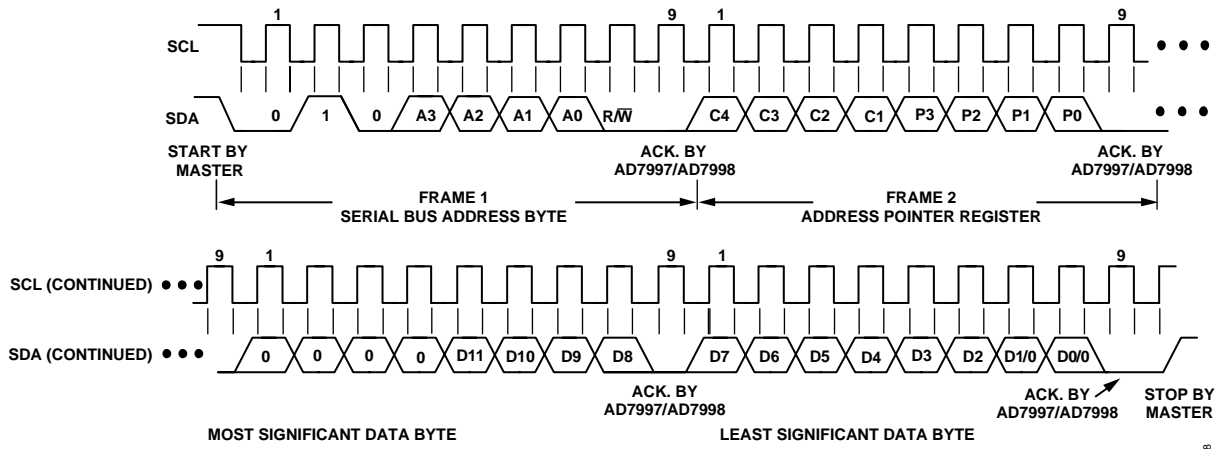 1 9 1 9
SCL
SDA 0 1 0 A3 A2 A1 A0 R/W̅ C4 C3 C2 C1 P3 P2 P1 P0
START BY MASTER
ACK. BY AD7997/AD7998
ACK. BY AD7997/AD7998
FRAME 1
SERIAL BUS ADDRESS BYTE
FRAME 2
ADDRESS POINTER REGISTER
9 1 9 1 9
SCL (CONTINUED)
SDA (CONTINUED) 0 0 0 0 D11 D10 D9 D8 D7 D6 D5 D4 D3 D2 D1/0 D0/0
ACK. BY AD7997/AD7998
ACK. BY AD7997/AD7998
STOP BY MASTER
MOST SIGNIFICANT DATA BYTE
LEAST SIGNIFICANT DATA BYTE